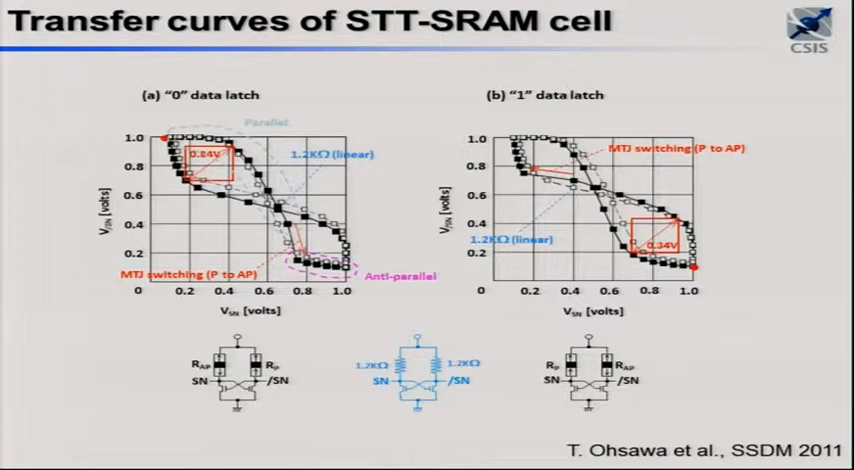 Transfer curves of STT-SRAM cell
CSIS
(a) "0" data latch
(b) "1" data latch
Parallel
1.0
0.8
0.6
0.4
0.2
0
0.34V
1.2KΩ (linear)
MTJ switching (P to AP)
Anti-parallel
V/SN [volts]
0.2 0.4 0.6 0.8 1.0
VSN [volts]
1.0
0.8
0.6
0.4
0.2
0
MTJ switching (P to AP)
1.2KΩ (linear)
0.34V
V/SN [volts]
0.2 0.4 0.6 0.8 1.0
VSN [volts]
RAP RP
SN /SN
1.2KΩ 1.2KΩ
SN /SN
RP RAP
SN /SN
T. Ohsawa et al., SSDM 2011